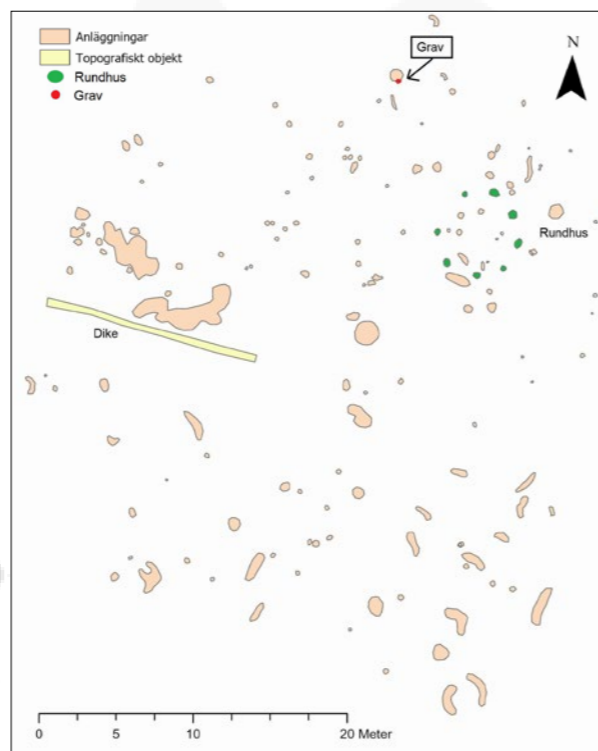 Anläggningar
Topografiskt objekt
Rundhus
Grav
Grav
N
Rundhus
Dike
0 5 10 20 Meter